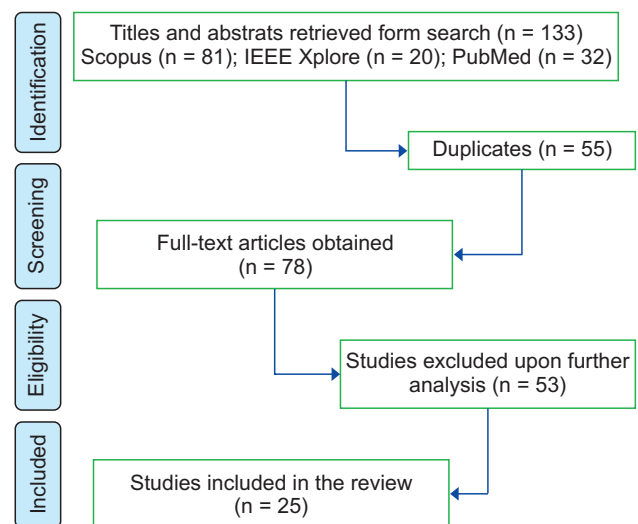 Identification
Titles and abstrats retrieved form search (n = 133)
Scopus (n = 81); IEEE Xplore (n = 20); PubMed (n = 32)
Duplicates (n = 55)
Screening
Full-text articles obtained
(n = 78)
Eligibility
Studies excluded upon further
analysis (n = 53)
Included
Studies included in the review
(n = 25)